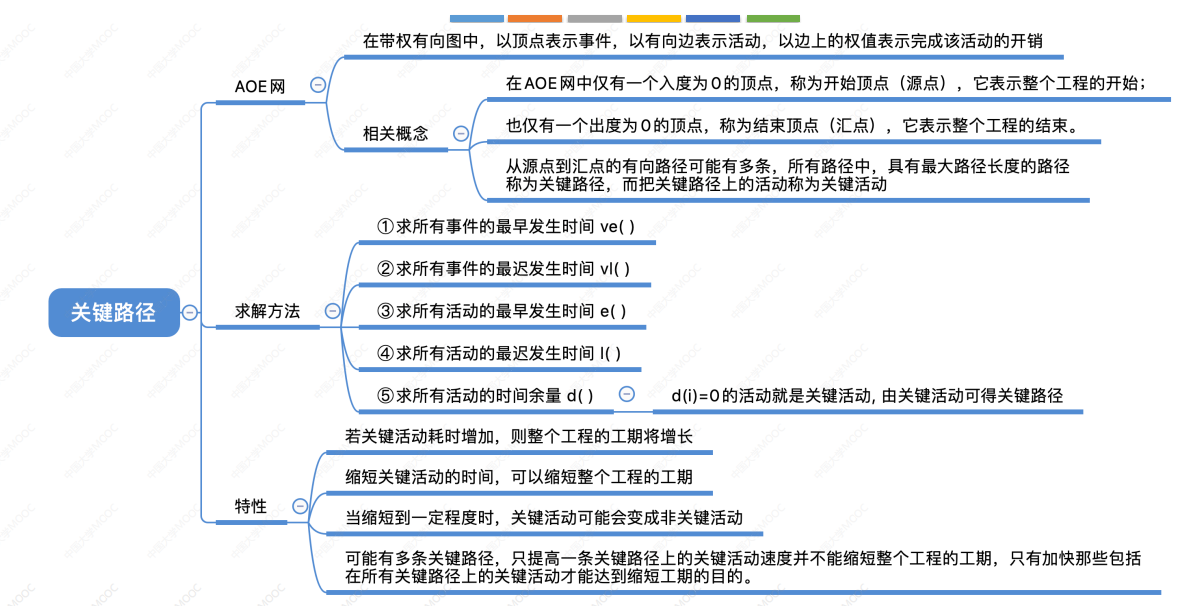 在带权有向图中，以顶点表示事件，以有向边表示活动，以边上的权值表示完成该活动的开销
AOE网
在AOE网中仅有一个入度为0的顶点，称为开始顶点（源点），它表示整个工程的开始；
相关概念
也仅有一个出度为0的顶点，称为结束顶点（汇点），它表示整个工程的结束。
从源点到汇点的有向路径可能有多条，所有路径中，具有最大路径长度的路径
称为关键路径，而把关键路径上的活动称为关键活动
①求所有事件的最早发生时间 ve( )
②求所有事件的最迟发生时间 vl( )
关键路径
求解方法
③求所有活动的最早发生时间 e( )
④求所有活动的最迟发生时间 l( )
⑤求所有活动的时间余量 d( )
d(i)=0的活动就是关键活动, 由关键活动可得关键路径
若关键活动耗时增加，则整个工程的工期将增长
缩短关键活动的时间，可以缩短整个工程的工期
特性
当缩短到一定程度时，关键活动可能会变成非关键活动
可能有多条关键路径，只提高一条关键路径上的关键活动速度并不能缩短整个工程的工期，只有加快那些包括
在所有关键路径上的关键活动才能达到缩短工期的目的。